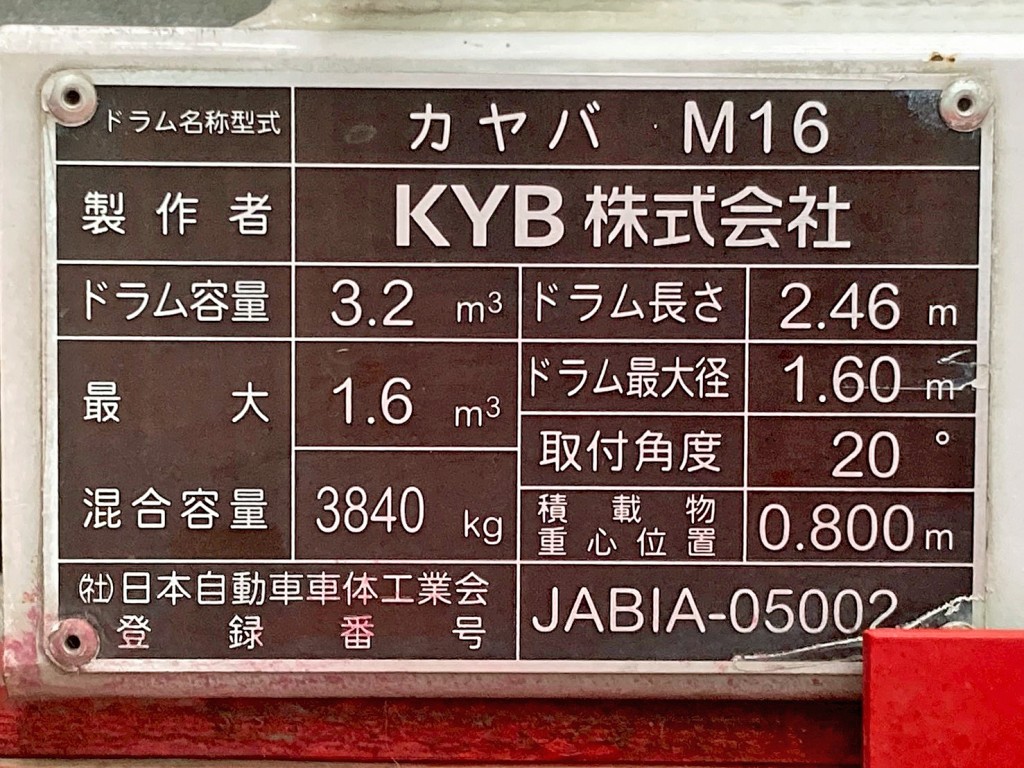 ドラム名称型式 カヤバ M16
製作者 KYB株式会社
ドラム容量 3.2 m³ ドラム長さ 2.46 m
最大混合容量 1.6 m³ ドラム最大径 1.60 m
3840 kg 取付角度 20°
積載物重心位置 0.800m
(社)日本自動車車体工業会
登録番号 JABIA-05002